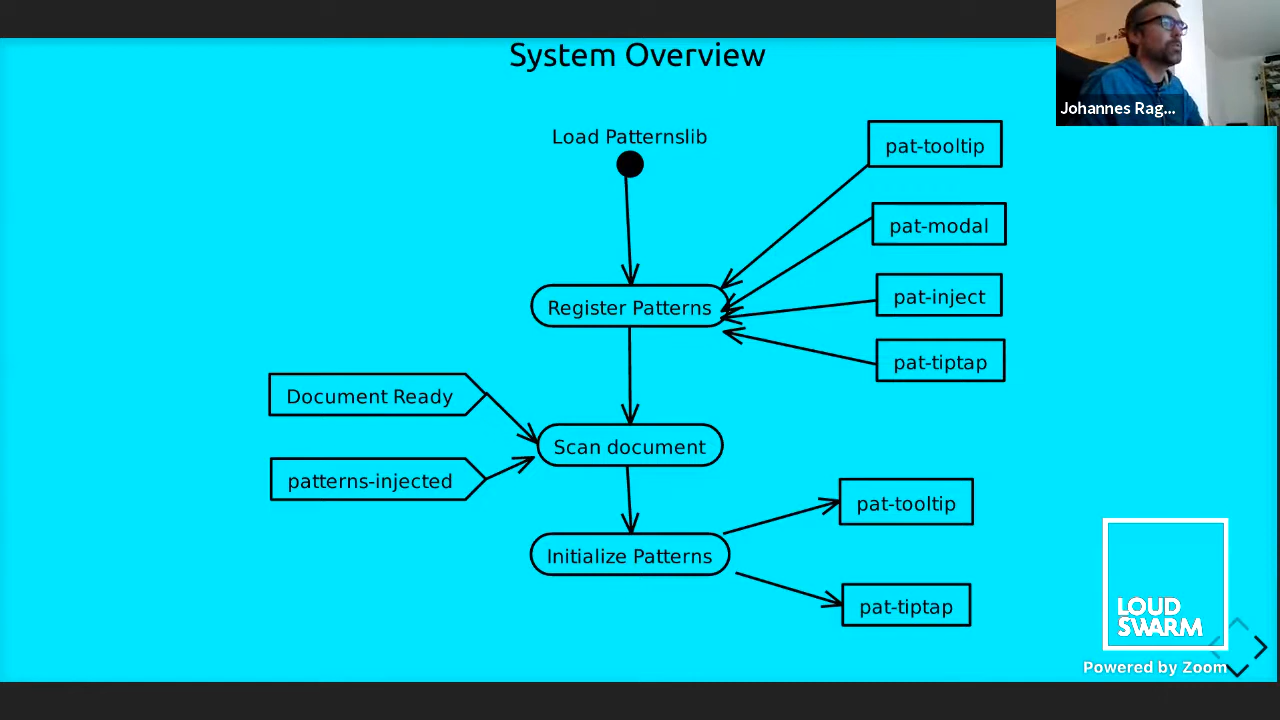 System Overview
Johannes Rag...
Load Patternslib
pat-tooltip
pat-modal
Register Patterns
pat-inject
pat-tiptap
Document Ready
Scan document
patterns-injected
pat-tooltip
Initialize Patterns
pat-tiptap
LOUD
SWARM
Powered by Zoom